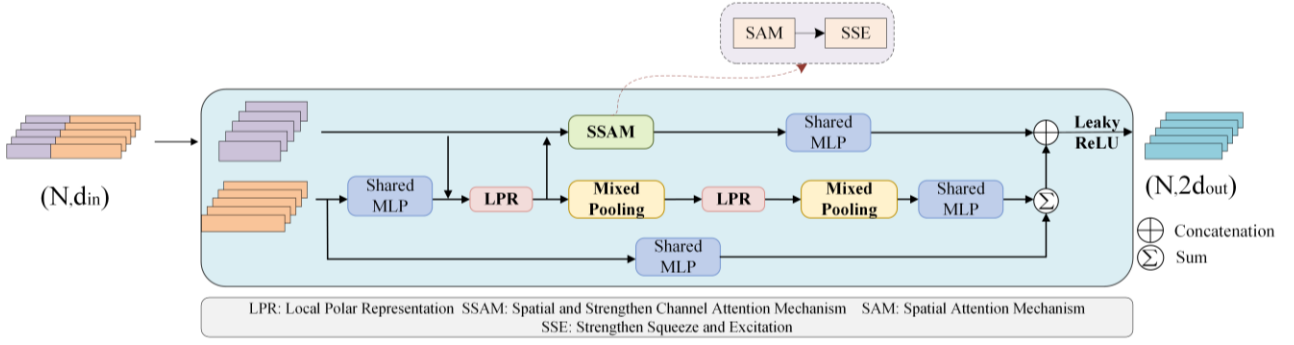 SAM SSE
SSAM
Shared
MLP
Leaky
ReLU
(N,din)
Shared
MLP
LPR
Mixed
Pooling
LPR
Mixed
Pooling
Shared
MLP
Σ
(N,2dout)
Shared
MLP
Concatenation
Σ Sum
LPR: Local Polar Representation SSAM: Spatial and Strengthen Channel Attention Mechanism SAM: Spatial Attention Mechanism
SSE: Strengthen Squeeze and Excitation